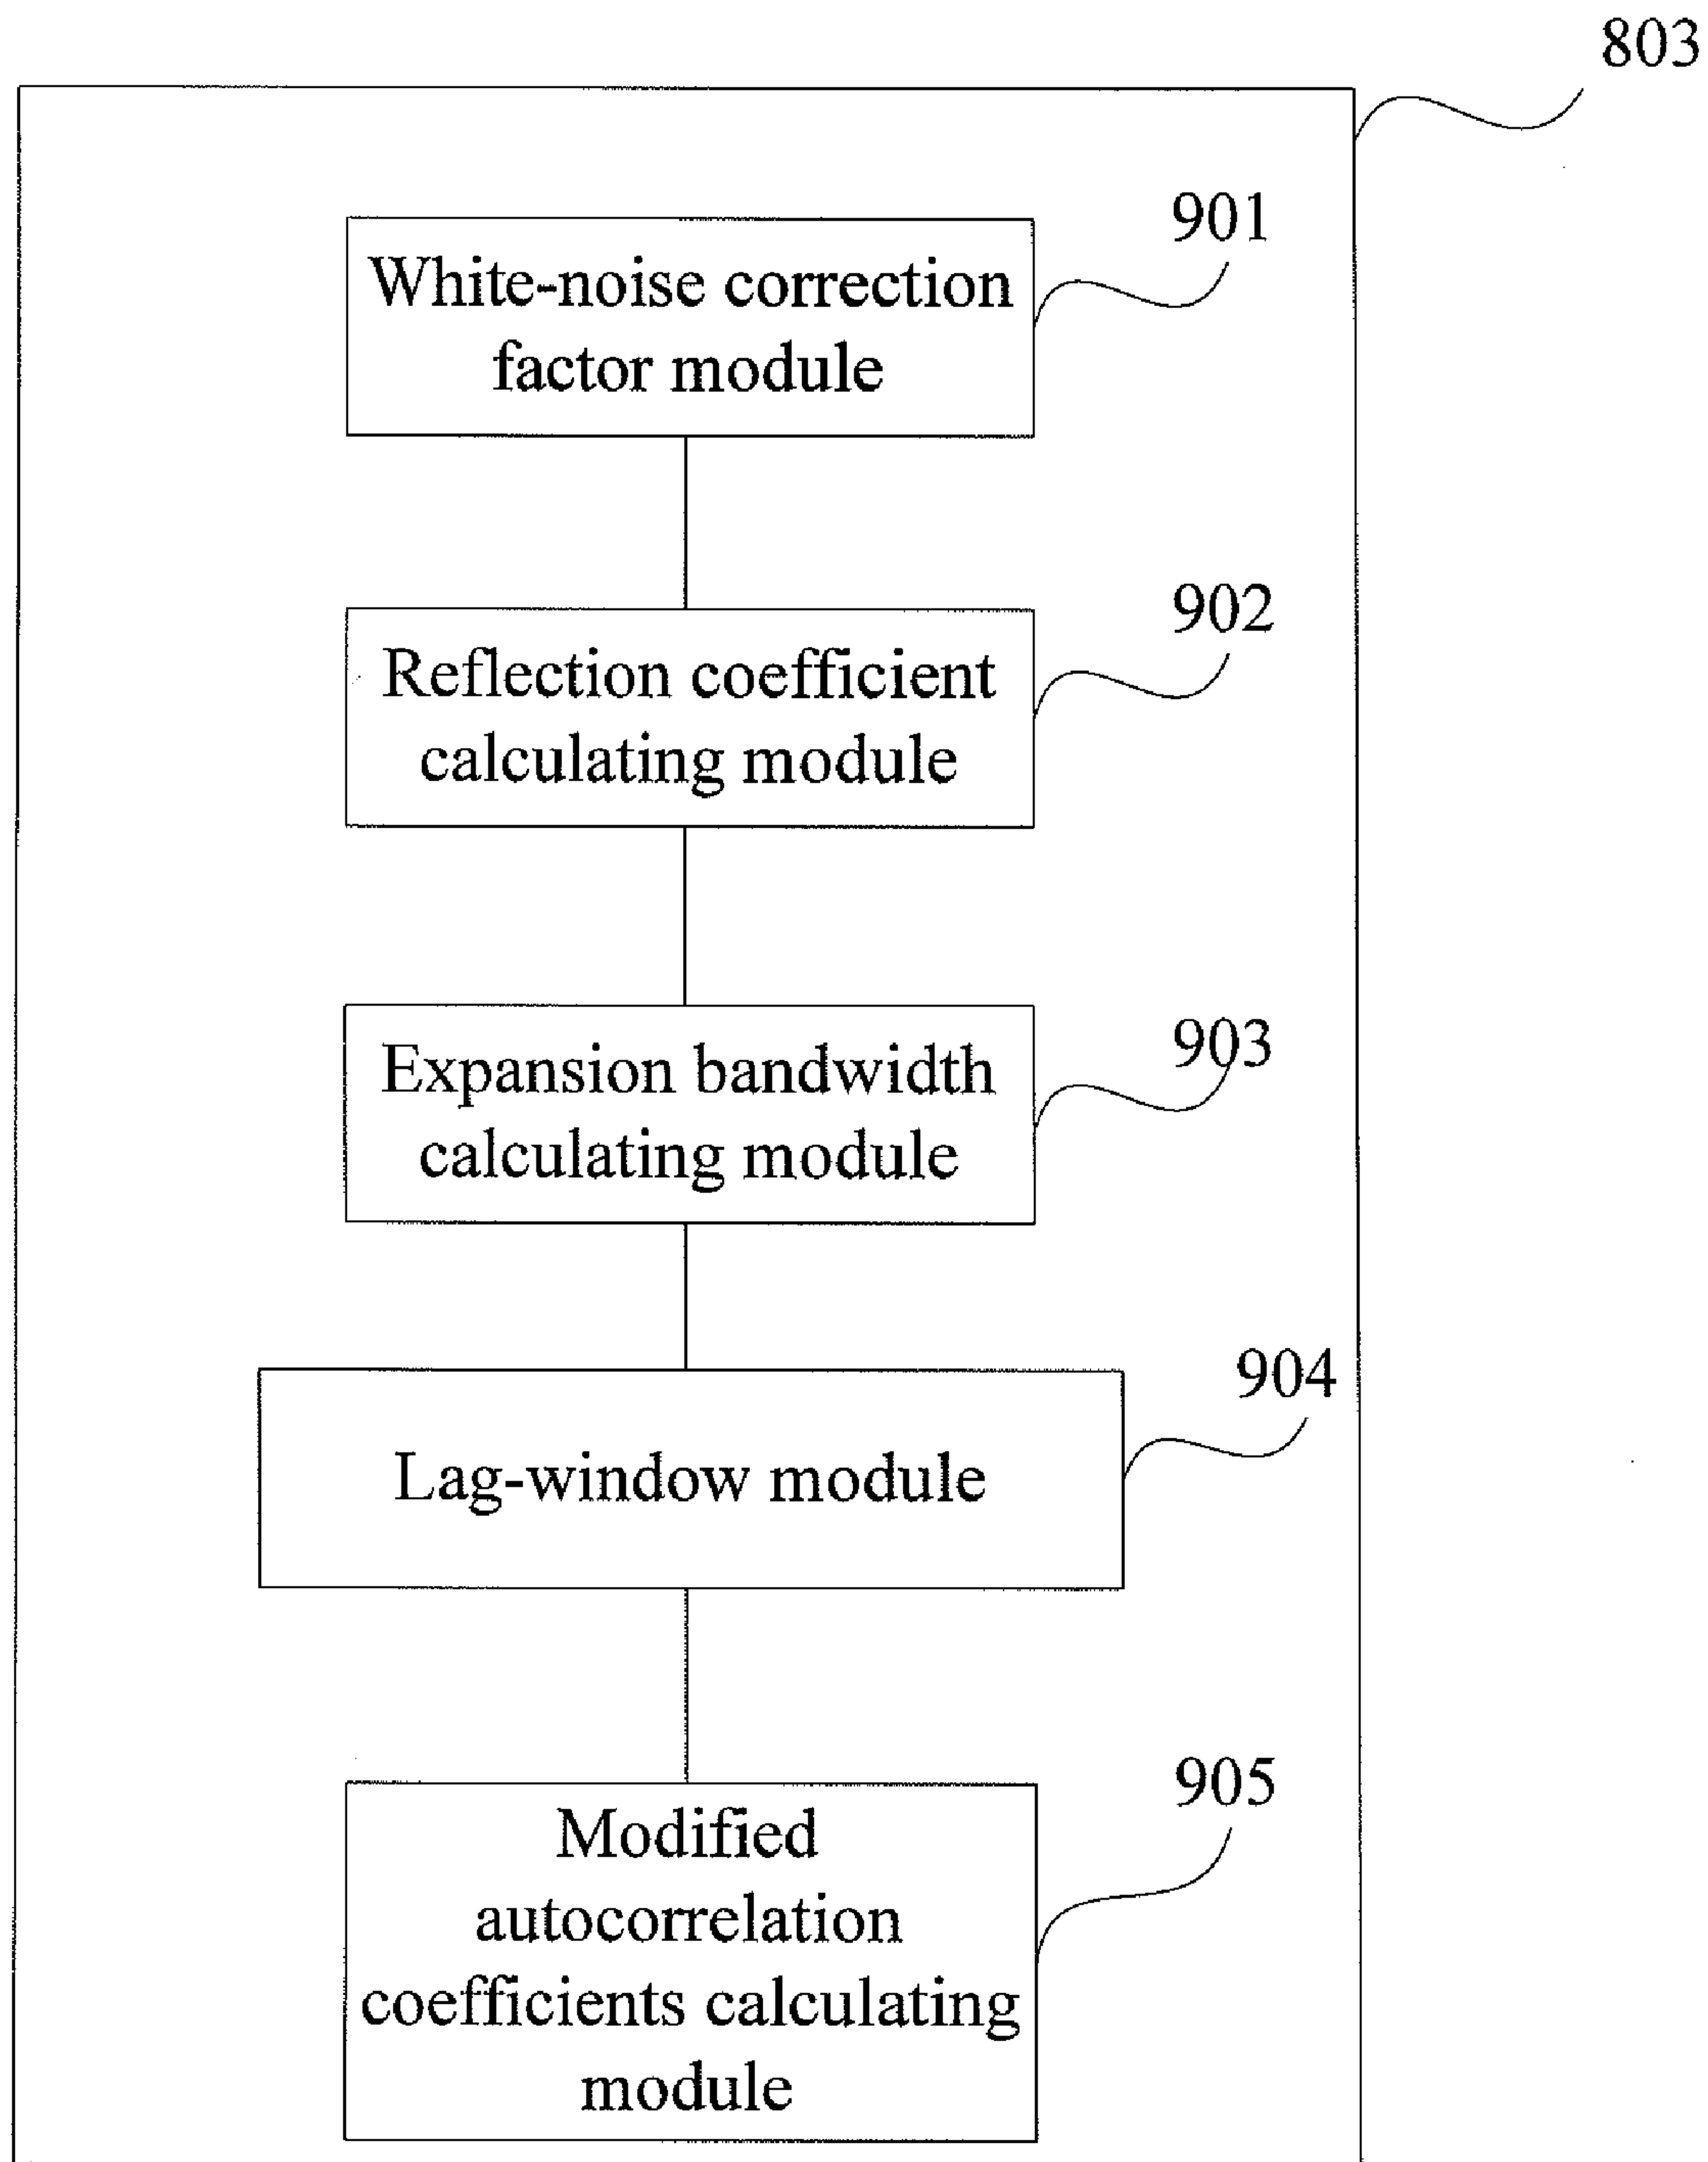 803
901
White-noise correction
factor module
902
Reflection coefficient
calculating module
903
Expansion bandwidth
calculating module
904
Lag-window module
905
Modified
autocorrelation
coefficients calculating
module